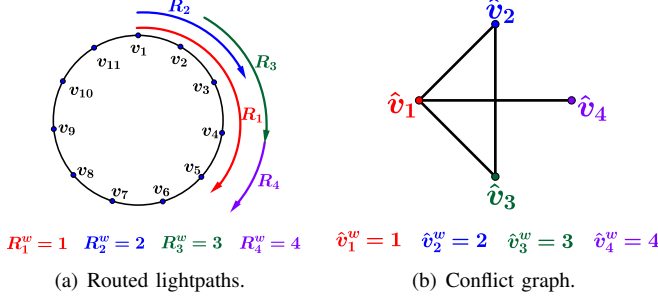 R₂
R₃
R₁
R₄
v₁
v₂
v₃
v₄
v₅
v₆
v₇
v₈
v₉
v₁₀
v₁₁
R₁ʷ = 1 R₂ʷ = 2 R₃ʷ = 3 R₄ʷ = 4
(a) Routed lightpaths.
v̂₂
v̂₁
v̂₄
v̂₃
v̂₁ʷ = 1 v̂₂ʷ = 2 v̂₃ʷ = 3 v̂₄ʷ = 4
(b) Conflict graph.